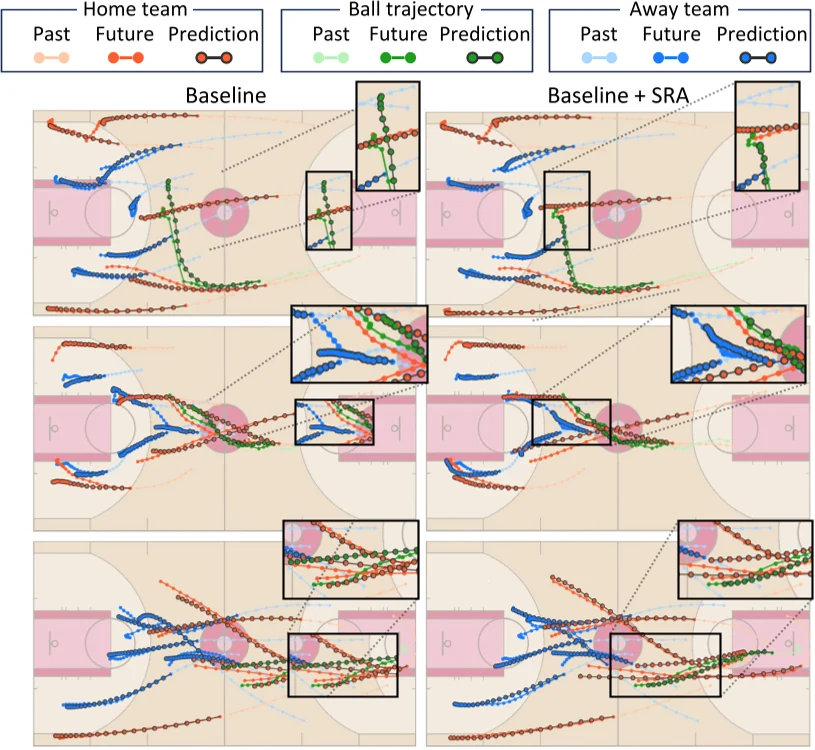 Home team
Past Future Prediction
Ball trajectory
Past Future Prediction
Away team
Past Future Prediction
Baseline
Baseline + SRA